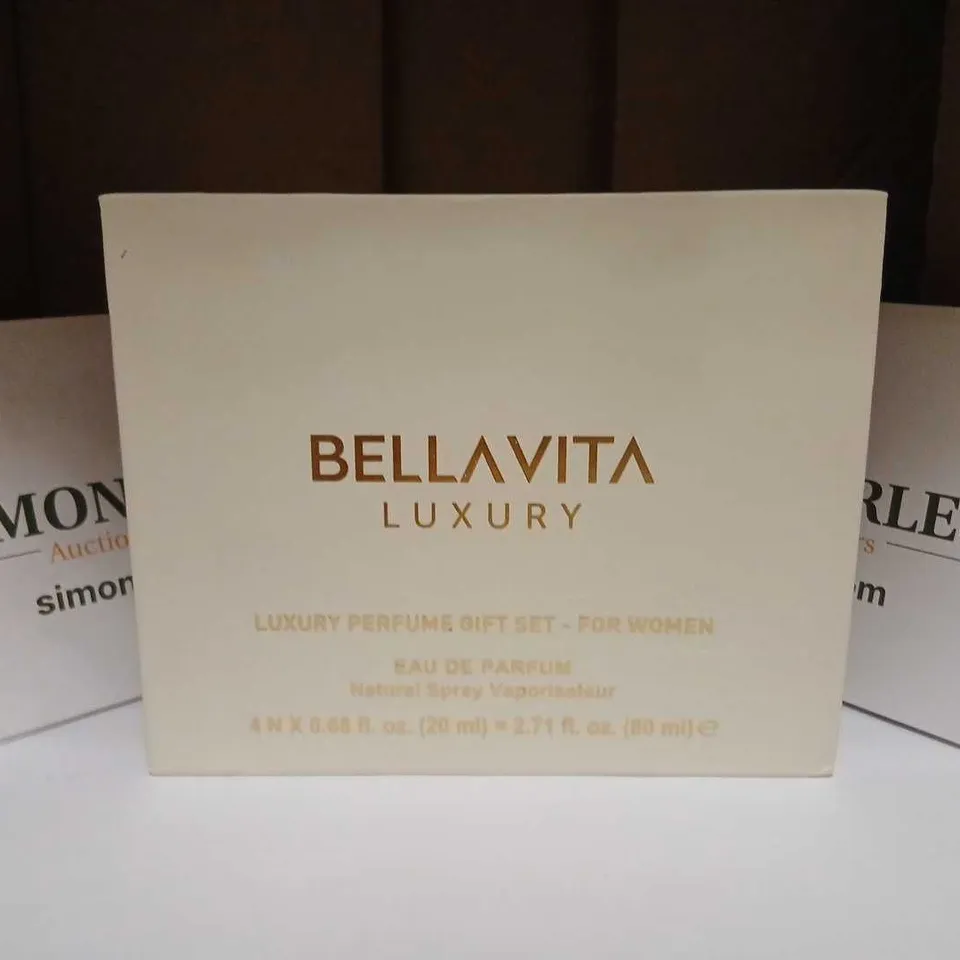 BELLAVITA
LUXURY
LUXURY PERFUME GIFT SET - FOR WOMEN
EAU DE PARFUM
Natural Spray Vaporisateur
4 N X 0.68 fl. oz. (20 ml) = 2.71 fl. oz. (80 ml) ℮
MON
Auctio
simon
RLE
rs
om